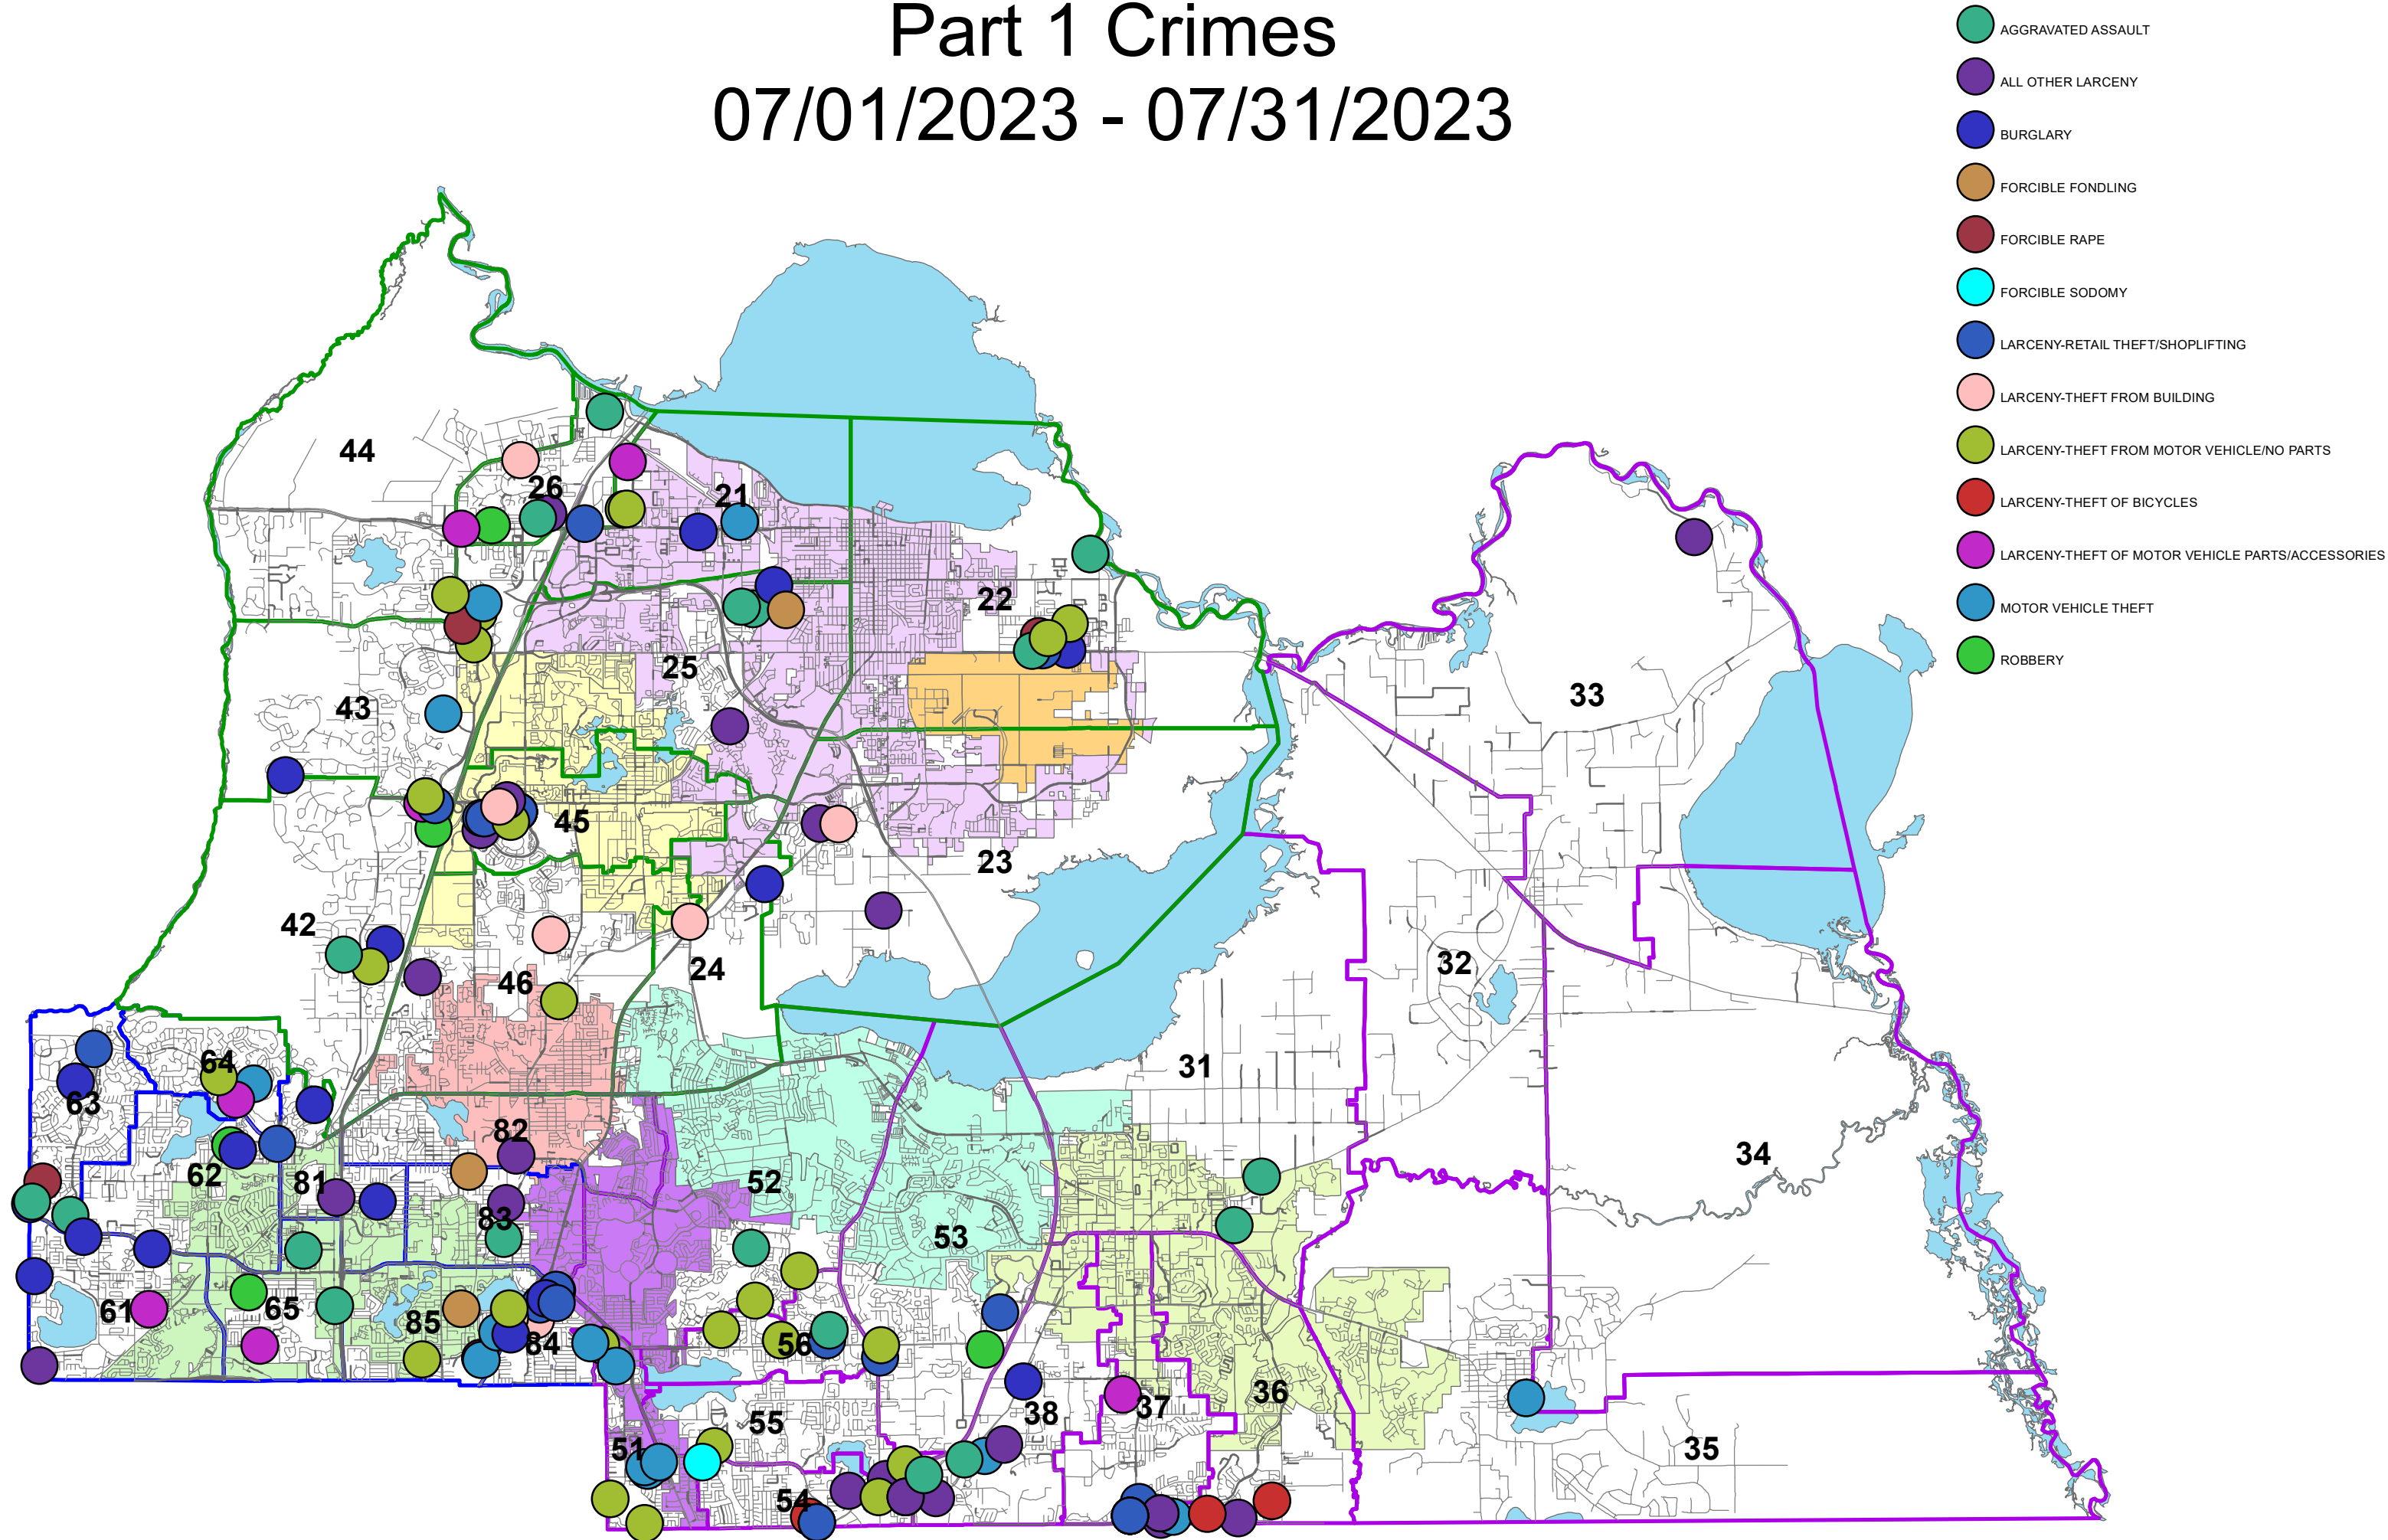 Part 1 Crimes
07/01/2023 - 07/31/2023
AGGRAVATED ASSAULT
ALL OTHER LARCENY
BURGLARY
FORCIBLE FONDLING
FORCIBLE RAPE
FORCIBLE SODOMY
LARCENY-RETAIL THEFT/SHOPLIFTING
LARCENY-THEFT FROM BUILDING
LARCENY-THEFT FROM MOTOR VEHICLE/NO PARTS
LARCENY-THEFT OF BICYCLES
LARCENY-THEFT OF MOTOR VEHICLE PARTS/ACCESSORIES
MOTOR VEHICLE THEFT
ROBBERY
44
26
21
22
25
33
43
45
23
42
46
24
32
64
31
63
82
62
81
52
34
83
53
61
65
85
84
56
55
38
37
36
51
35
54